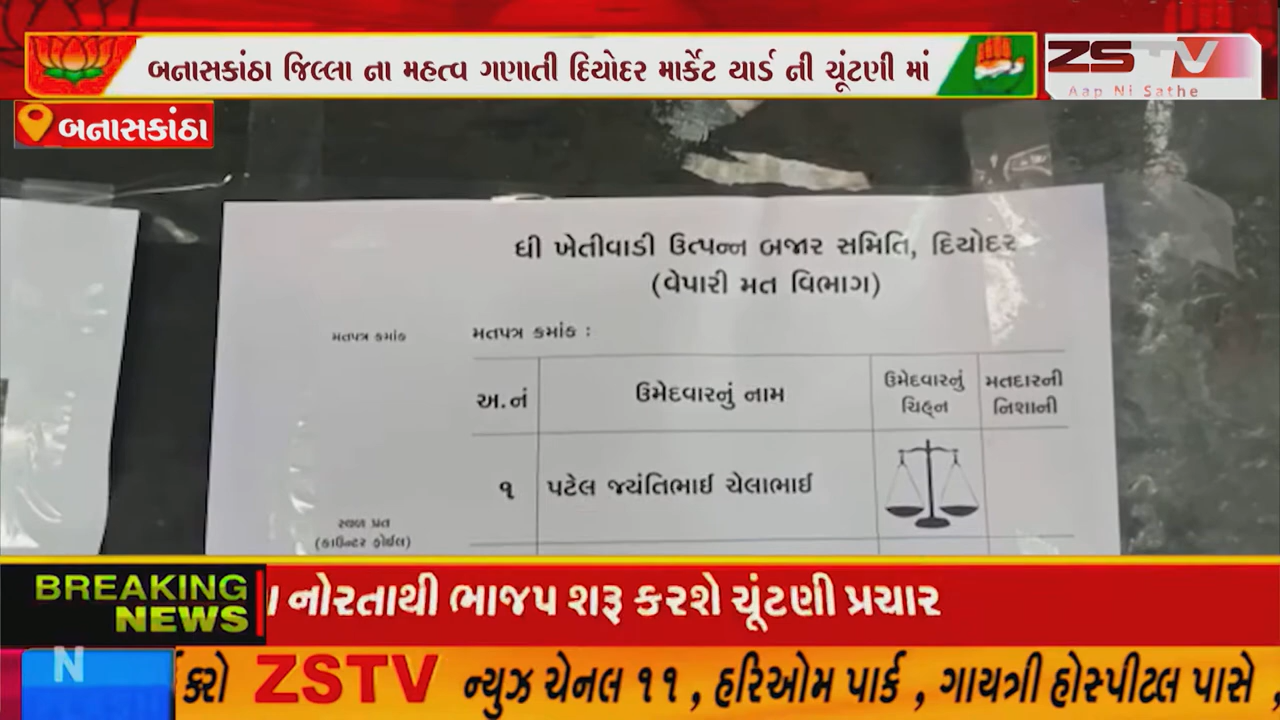 બનાસકાંઠા જિલ્લા ના મહત્વ ગણાતી દિયોદર માર્કેટ યાર્ડ ની ચૂંટણી માં
ZSTV
Aap Ni Sathe
બનાસકાંઠા
ધી ખેતીવાડી ઉત્પન્ન બજાર સમિતિ, દિયોદર
(વેપારી મત વિભાગ)
મતપત્ર ક્માંક
મતપત્ર ક્માંક :
અ.નં
ઉમેદવારનું નામ
ઉમેદવારનું ચિહ્ન
મતદારની નિશાની
૧
પટેલ જયંતિભાઈ ચેલાભાઈ
સ્થળ પ્રત
(કાઉન્ટર ફોઈલ)
BREAKING
NEWS
નોરતાથી ભાજપ શરૂ કરશે ચૂંટણી પ્રચાર
N
કરો ZSTV ન્યુઝ ચેનલ ૧૧ , હરિઓમ પાર્ક , ગાયત્રી હોસ્પીટલ પાસે ,